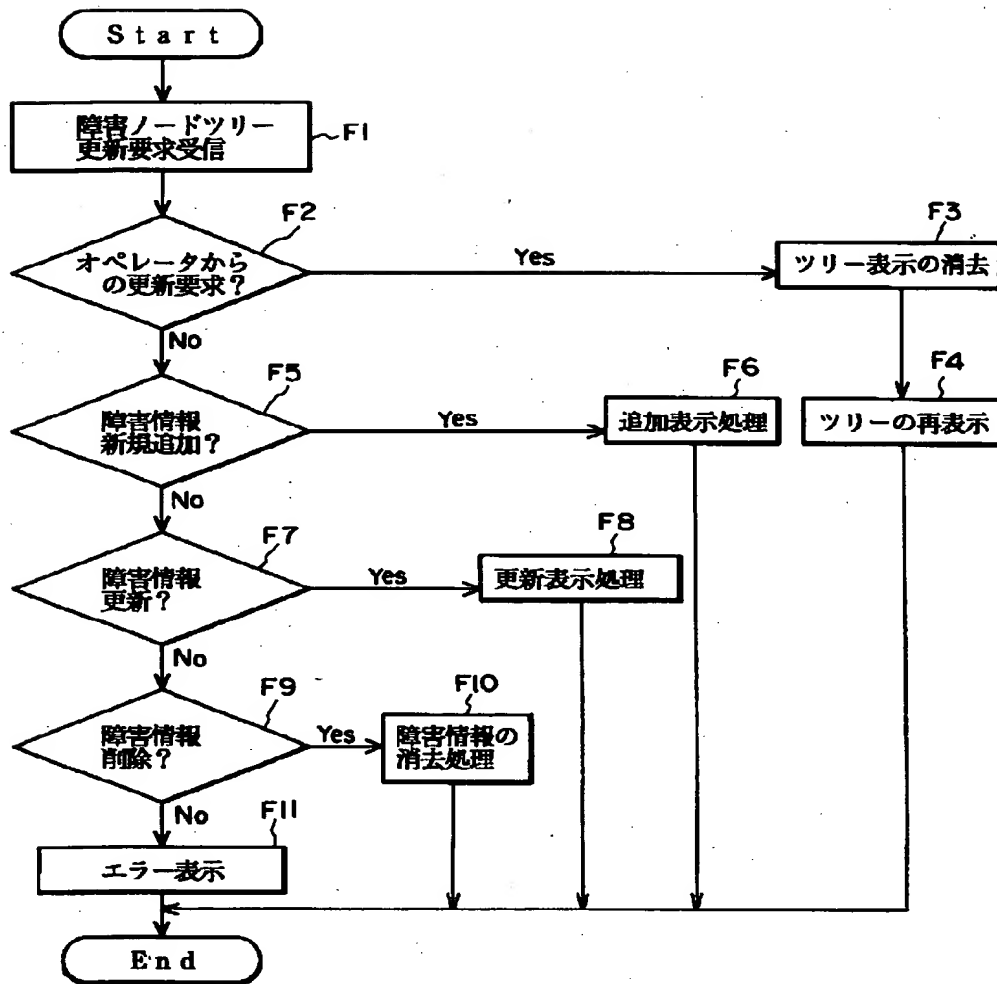 Start
障害ノードツリー
更新要求受信
F1
F2
オペレータから
の更新要求?
Yes
F3
ツリー表示の消去
No
F5
障害情報
新規追加?
Yes
F6
追加表示処理
F4
ツリーの再表示
No
F7
障害情報
更新?
Yes
F8
更新表示処理
No
F9
障害情報
削除?
Yes
F10
障害情報の
消去処理
No
F11
エラー表示
End